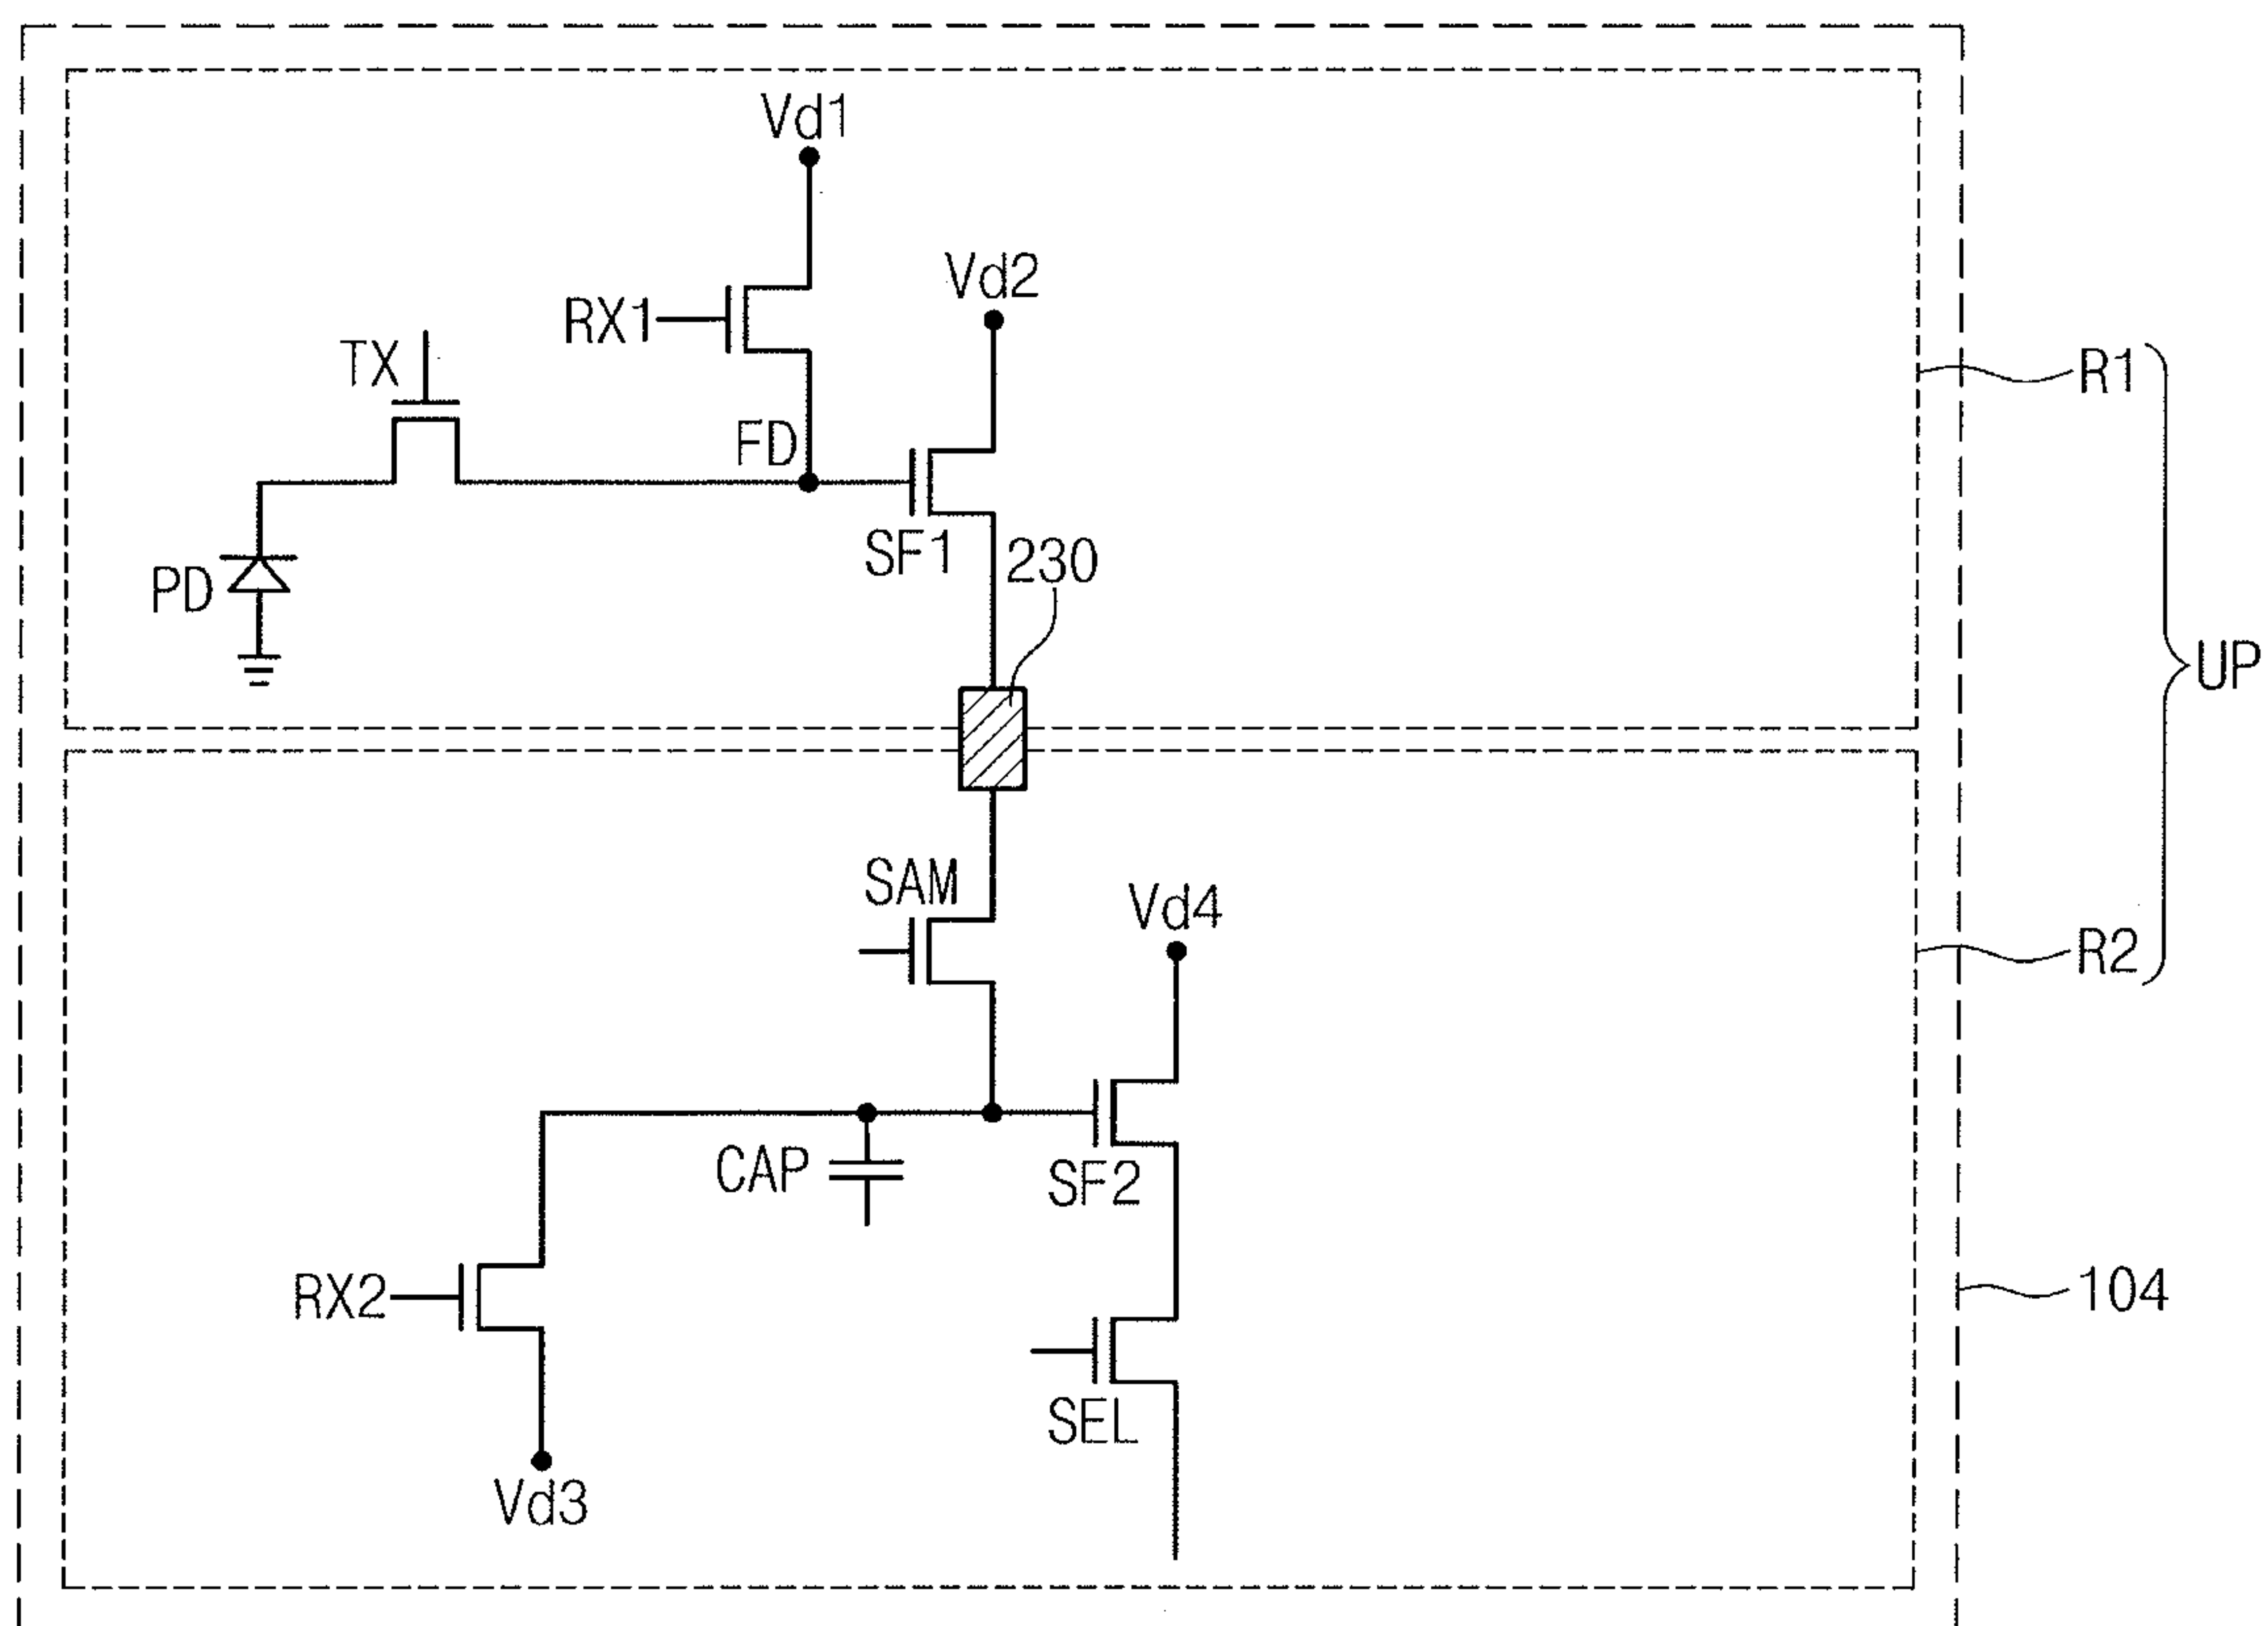 Vd1
Vd2
RX1
TX
R1
FD
SF1
230
PD
UP
SAM
Vd4
R2
CAP
SF2
RX2
104
SEL
Vd3